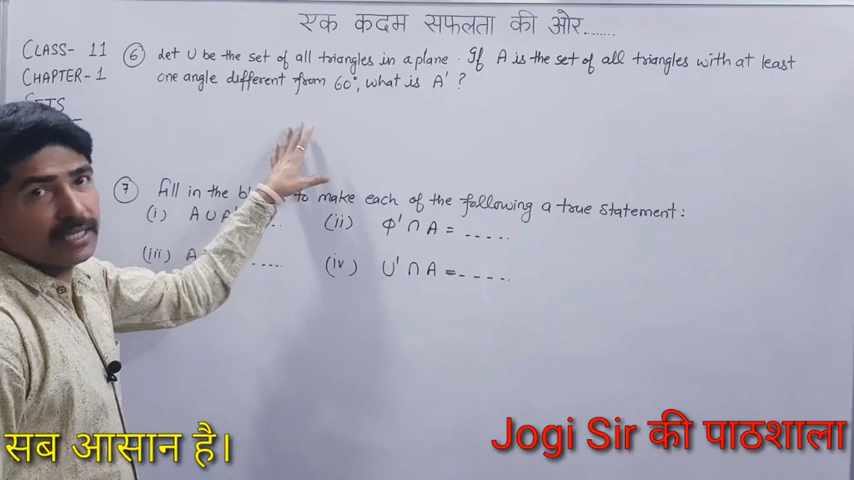 एक कदम सफलता की ओर........
CLASS- 11
CHAPTER-1
SETS
⑥ Let U be the set of all triangles in a plane. If A is the set of all triangles with at least
one angle different from 60°, what is A' ?
⑦ Fill in the to make each of the following a true statement:
(i) A ∪ A' (ii) Φ' ∩ A = -----
(iii) A ----- (iv) U' ∩ A = -----
सब आसान है।
Jogi Sir की पाठशाला